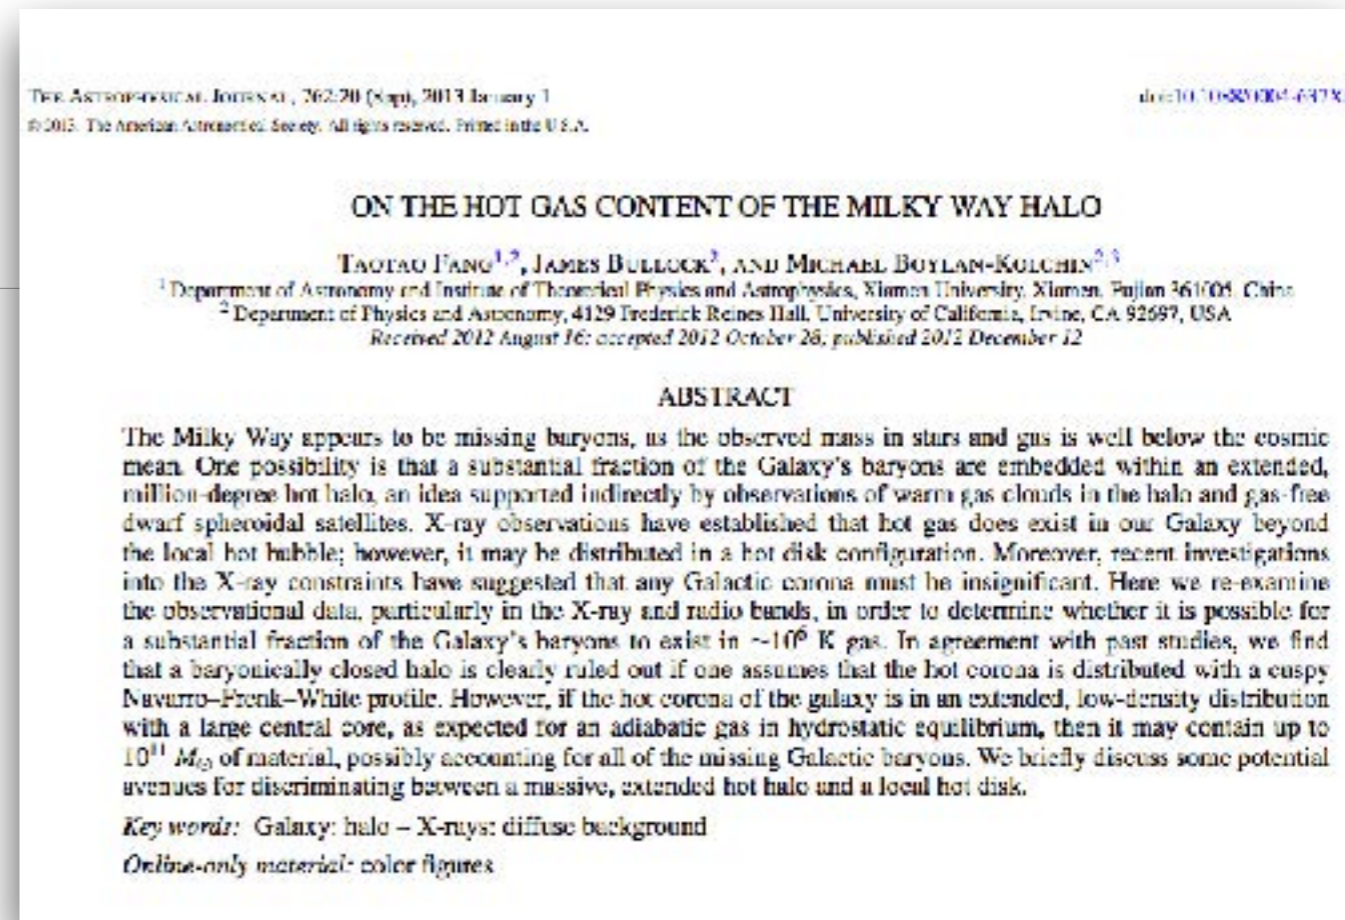 THE ASTROPHYSICAL JOURNAL, 762:20 (8pp), 2013 January 1
doi:10.1088/0004-637X
© 2013. The American Astronomical Society. All rights reserved. Printed in the U.S.A.
ON THE HOT GAS CONTENT OF THE MILKY WAY HALO
TAOTAO FANG1,2, JAMES BULLOCK2, AND MICHAEL BOYLAN-KOLCHIN2,3
1 Department of Astronomy and Institute of Theoretical Physics and Astrophysics, Xiamen University, Xiamen, Fujian 361005, China
2 Department of Physics and Astronomy, 4129 Frederick Reines Hall, University of California, Irvine, CA 92697, USA
Received 2012 August 16; accepted 2012 October 28; published 2012 December 12
ABSTRACT
The Milky Way appears to be missing baryons, as the observed mass in stars and gas is well below the cosmic
mean. One possibility is that a substantial fraction of the Galaxy's baryons are embedded within an extended,
million-degree hot halo, an idea supported indirectly by observations of warm gas clouds in the halo and gas-free
dwarf spheroidal satellites. X-ray observations have established that hot gas does exist in our Galaxy beyond
the local hot bubble; however, it may be distributed in a hot disk configuration. Moreover, recent investigations
into the X-ray constraints have suggested that any Galactic corona must be insignificant. Here we re-examine
the observational data, particularly in the X-ray and radio bands, in order to determine whether it is possible for
a substantial fraction of the Galaxy's baryons to exist in ~10⁶ K gas. In agreement with past studies, we find
that a baryonically closed halo is clearly ruled out if one assumes that the hot corona is distributed with a cuspy
Navarro–Frenk–White profile. However, if the hot corona of the galaxy is in an extended, low-density distribution
with a large central core, as expected for an adiabatic gas in hydrostatic equilibrium, then it may contain up to
10¹¹ M☉ of material, possibly accounting for all of the missing Galactic baryons. We briefly discuss some potential
avenues for discriminating between a massive, extended hot halo and a local hot disk.
Key words: Galaxy: halo – X-rays: diffuse background
Online-only material: color figures